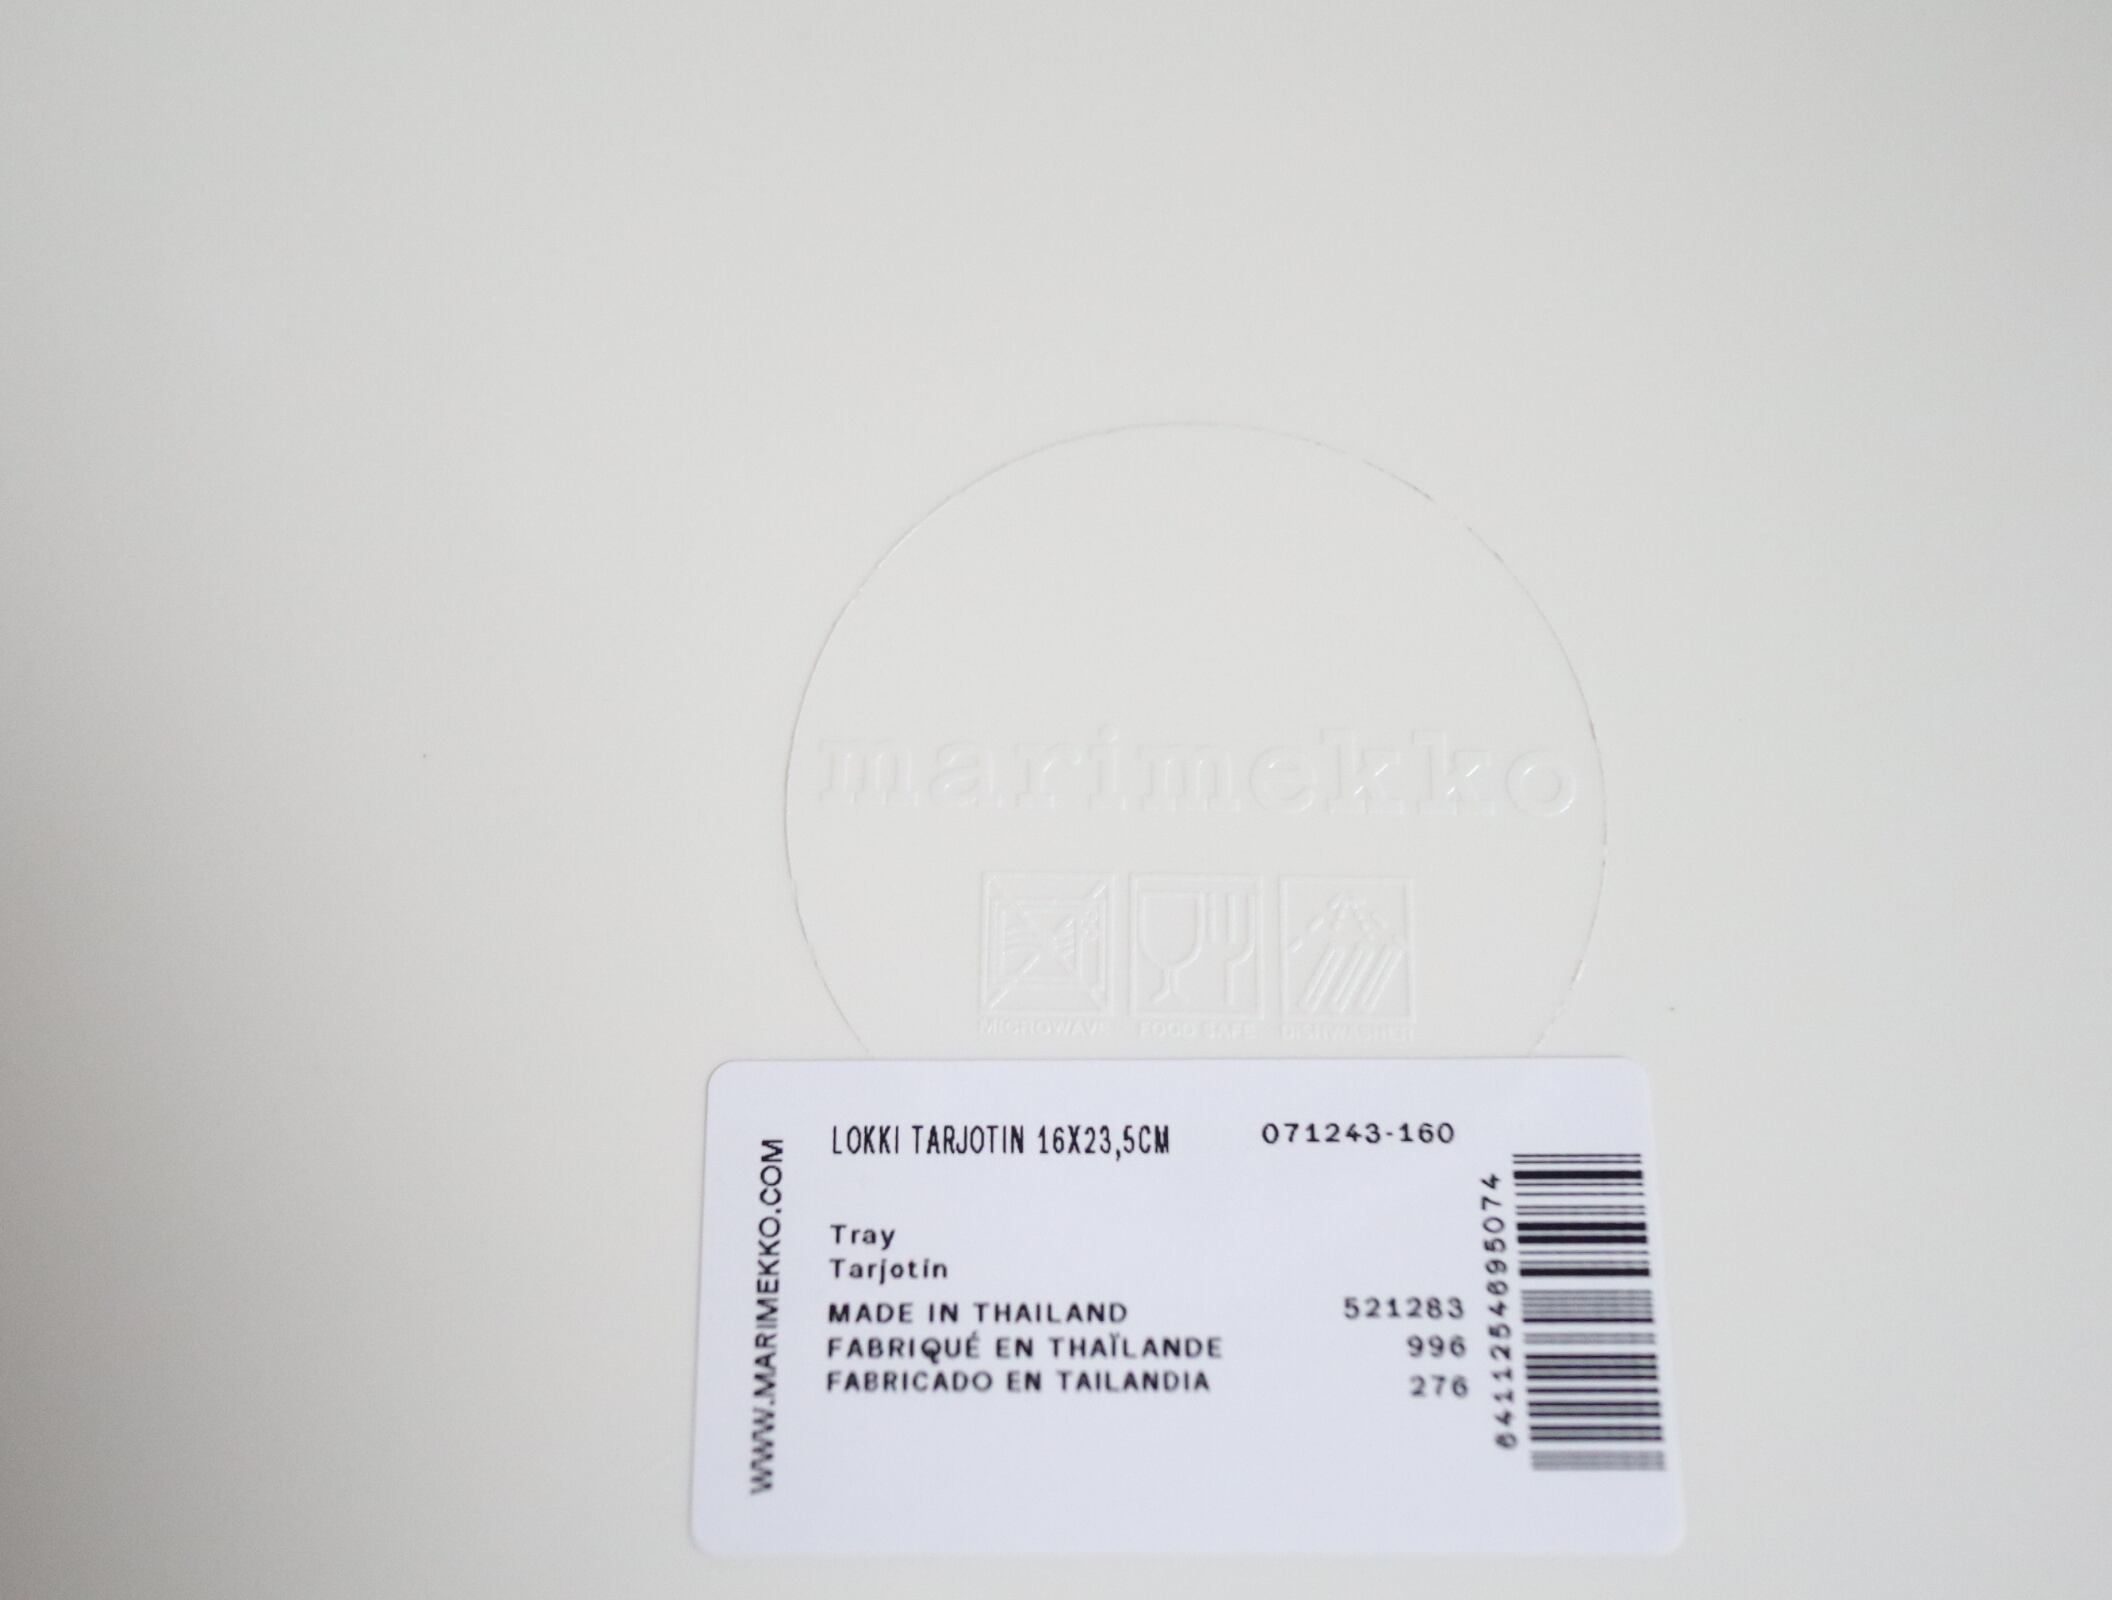 marimekko
MICROWAVE FOOD SAFE DISHWASHER
WWW.MARIMEKKO.COM
LOKKI TARJOTIN 16X23,5CM 071243-160
Tray
Tarjotin
MADE IN THAILAND 521283
FABRIQUÉ EN THAÏLANDE 996
FABRICADO EN TAILANDIA 276
6411254695074